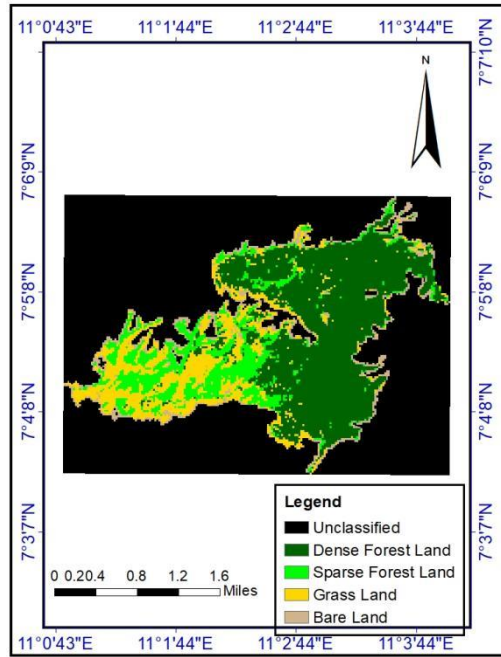 11°0'43"E 11°1'44"E 11°2'44"E 11°3'44"E
7°7'10"N
7°7'10"N
N
7°6'9"N
7°6'9"N
7°5'8"N
7°5'8"N
7°4'8"N
7°4'8"N
7°3'7"N
7°3'7"N
Legend
Unclassified
Dense Forest Land
Sparse Forest Land
Grass Land
Bare Land
0 0.20.4 0.8 1.2 1.6
Miles
11°0'43"E 11°1'44"E 11°2'44"E 11°3'44"E